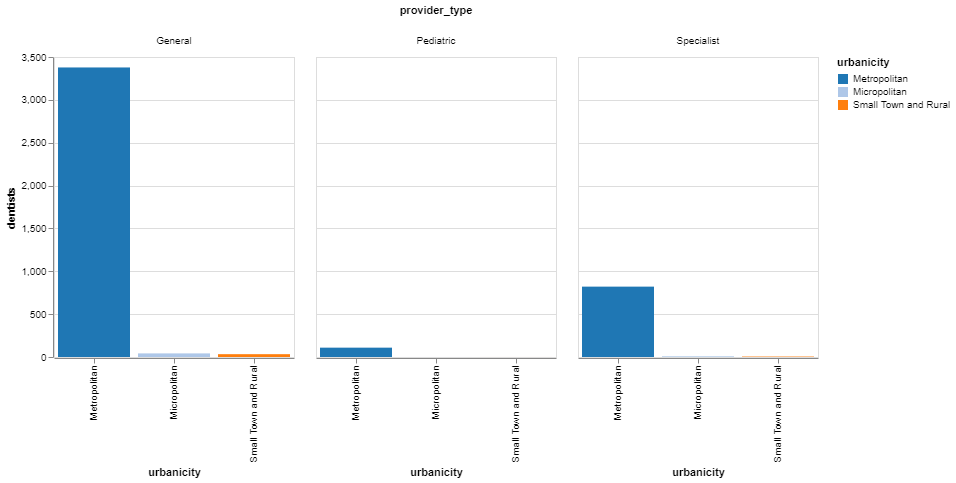 provider_type
General
Pediatric
Specialist
urbanicity
Metropolitan
Micropolitan
Small Town and Rural
dentists
3,500
3,000
2,500
2,000
1,500
1,000
500
0
Metropolitan
Micropolitan
Small Town and Rural
Metropolitan
Micropolitan
Small Town and Rural
Metropolitan
Micropolitan
Small Town and Rural
urbanicity
urbanicity
urbanicity